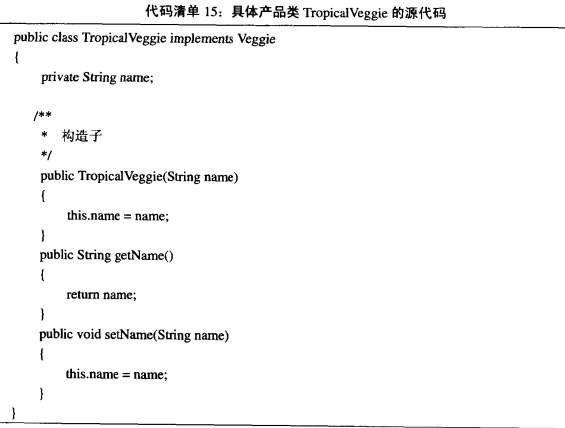 代码清单 15：具体产品类 TropicalVeggie 的源代码
public class TropicalVeggie implements Veggie
{
private String name;
/**
* 构造子
*/
public TropicalVeggie(String name)
{
this.name = name;
}
public String getName()
{
return name;
}
public void setName(String name)
{
this.name = name;
}
}